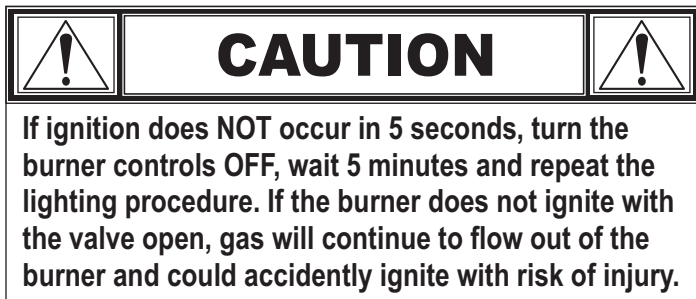 CAUTION
If ignition does NOT occur in 5 seconds, turn the
burner controls OFF, wait 5 minutes and repeat the
lighting procedure. If the burner does not ignite with
the valve open, gas will continue to flow out of the
burner and could accidently ignite with risk of injury.